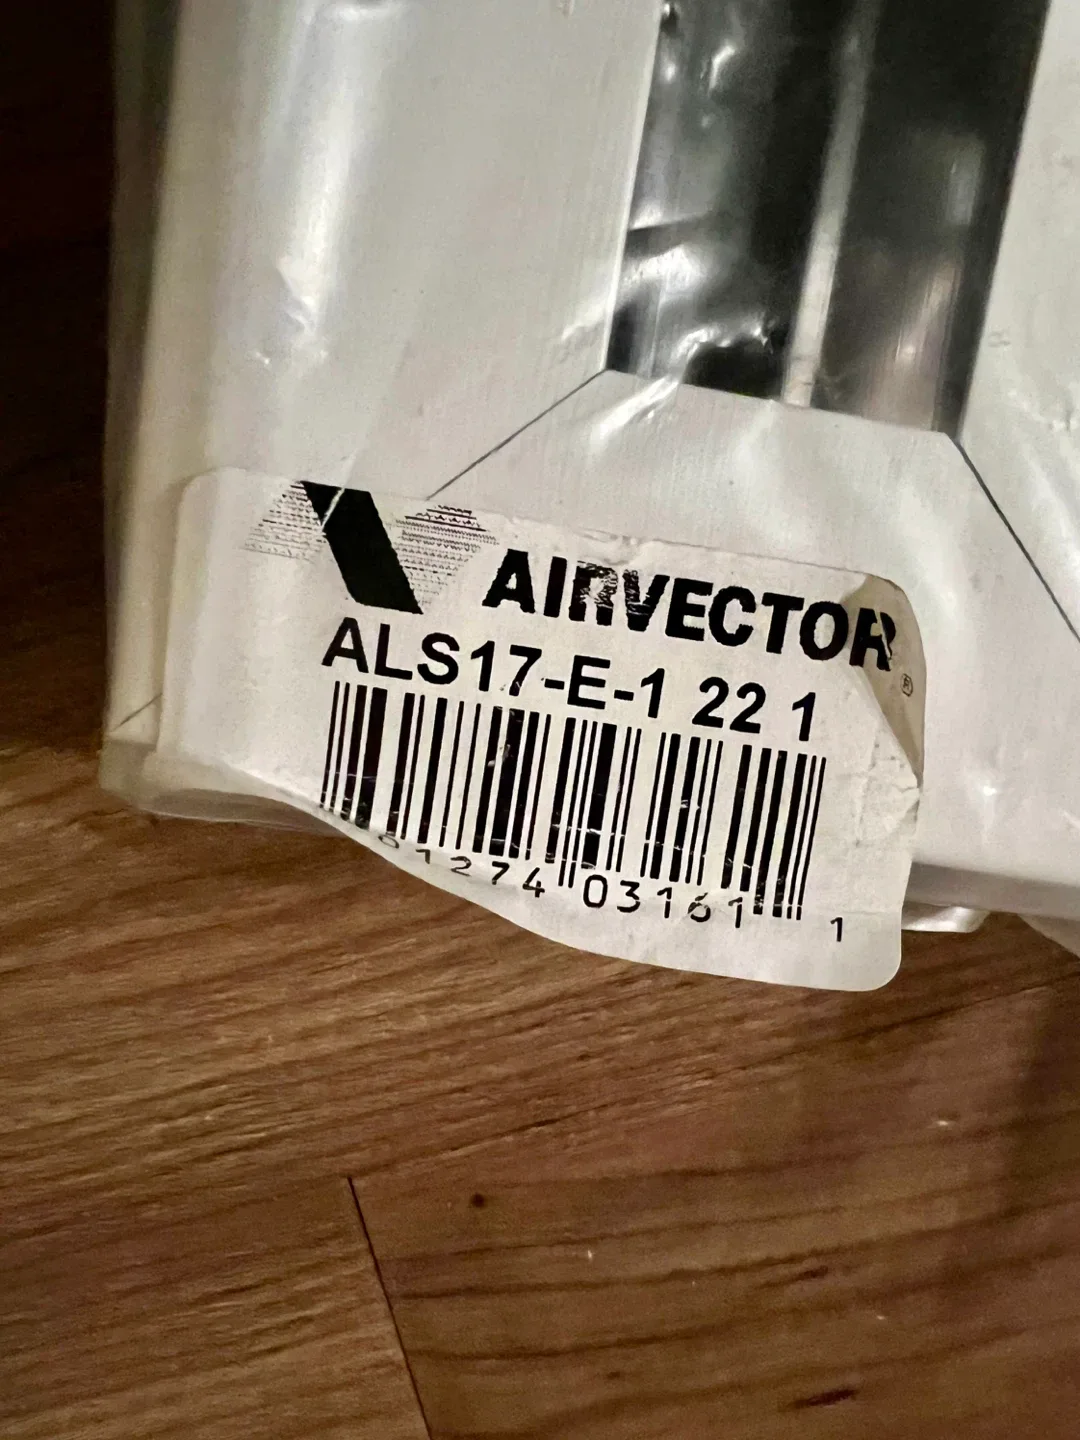 AIRVECTOR®
ALS17-E-1 22 1
01274 03161 1